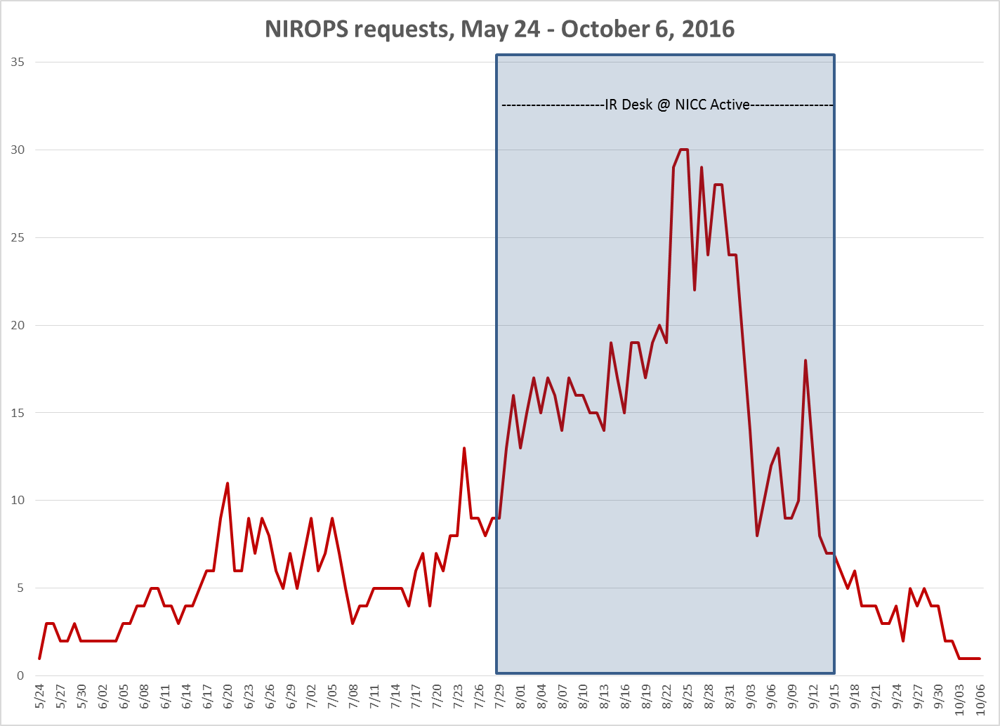 NIROPS requests, May 24 - October 6, 2016
35
---------------------IR Desk @ NICC Active-----------------
30
25
20
15
10
5
0
5/24 5/27 5/30 6/02 6/05 6/08 6/11 6/14 6/17 6/20 6/23 6/26 6/29 7/02 7/05 7/08 7/11 7/14 7/17 7/20 7/23 7/26 7/29 8/01 8/04 8/07 8/10 8/13 8/16 8/19 8/22 8/25 8/28 8/31 9/03 9/06 9/09 9/12 9/15 9/18 9/21 9/24 9/27 9/30 10/03 10/06